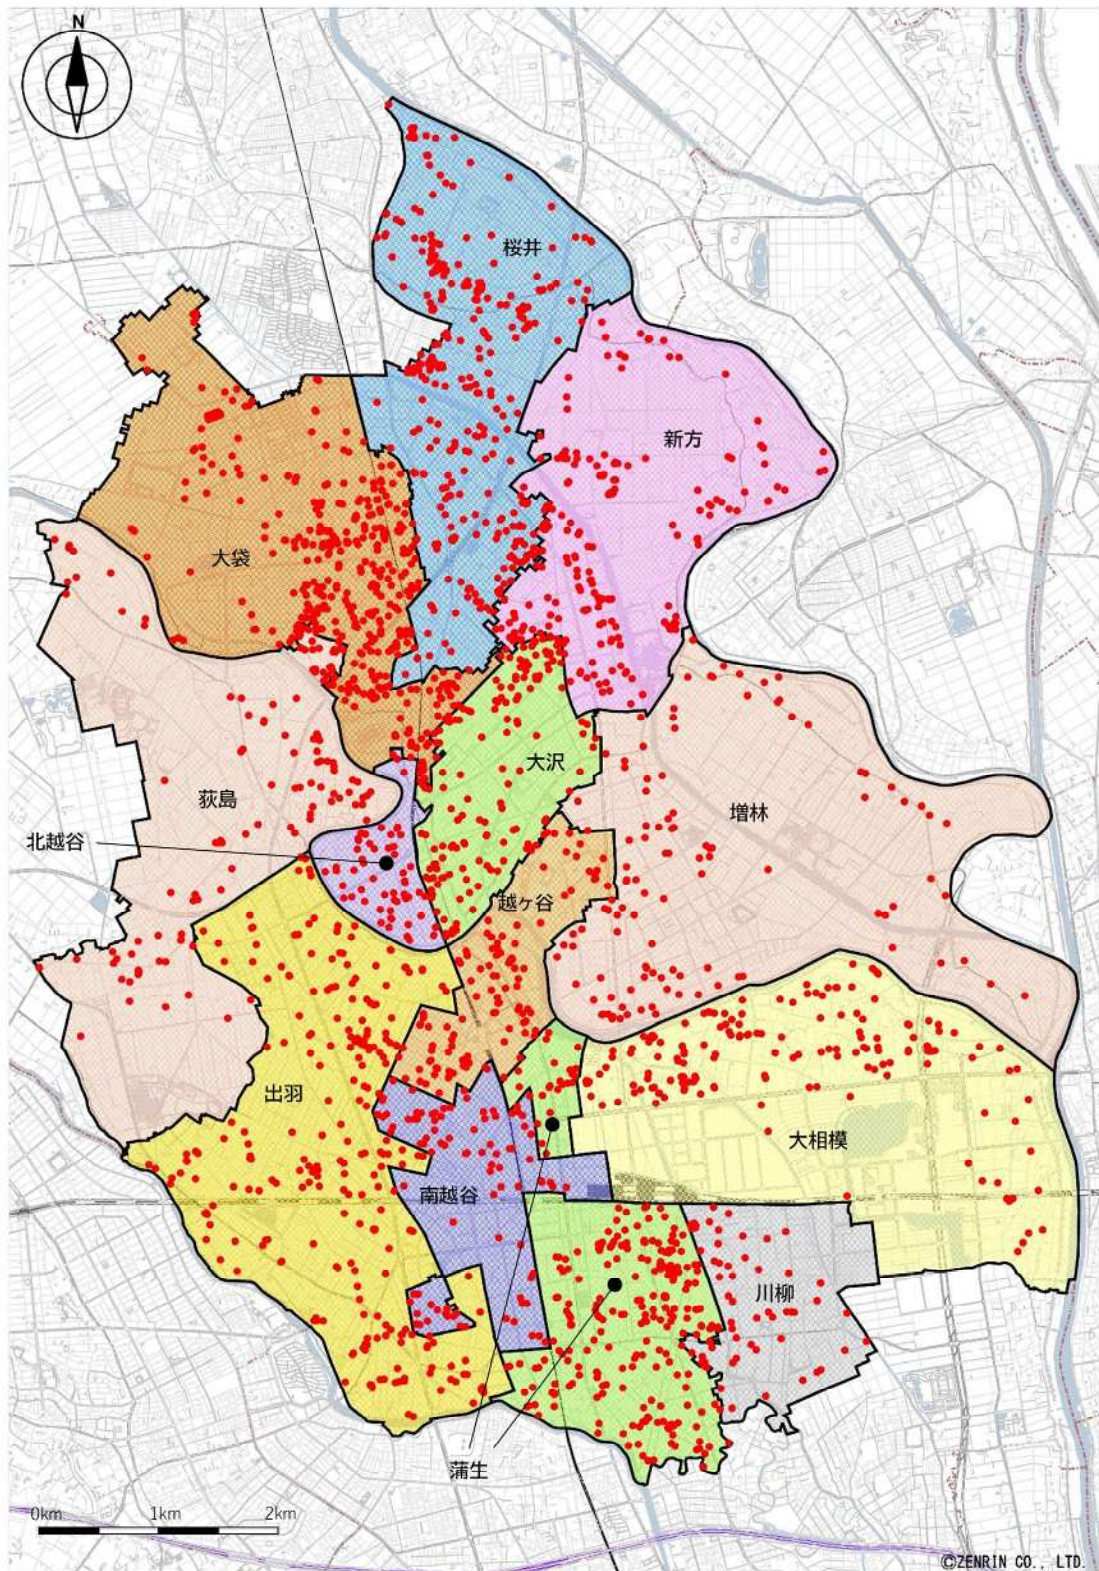 N
桜井
新方
大袋
大沢
荻島
増林
北越谷
越ヶ谷
出羽
大相模
南越谷
川柳
蒲生
0km 1km 2km
©ZENRIN CO., LTD.